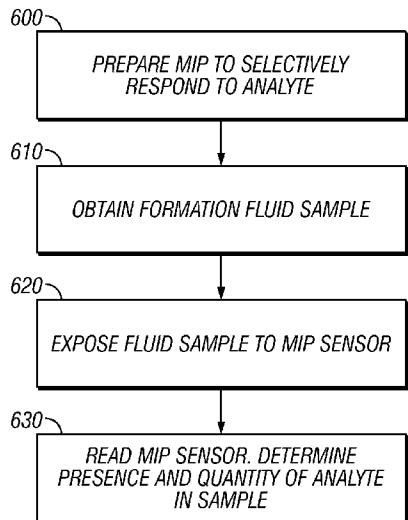 600
PREPARE MIP TO SELECTIVELY
RESPOND TO ANALYTE
610
OBTAIN FORMATION FLUID SAMPLE
620
EXPOSE FLUID SAMPLE TO MIP SENSOR
630
READ MIP SENSOR. DETERMINE
PRESENCE AND QUANTITY OF ANALYTE
IN SAMPLE